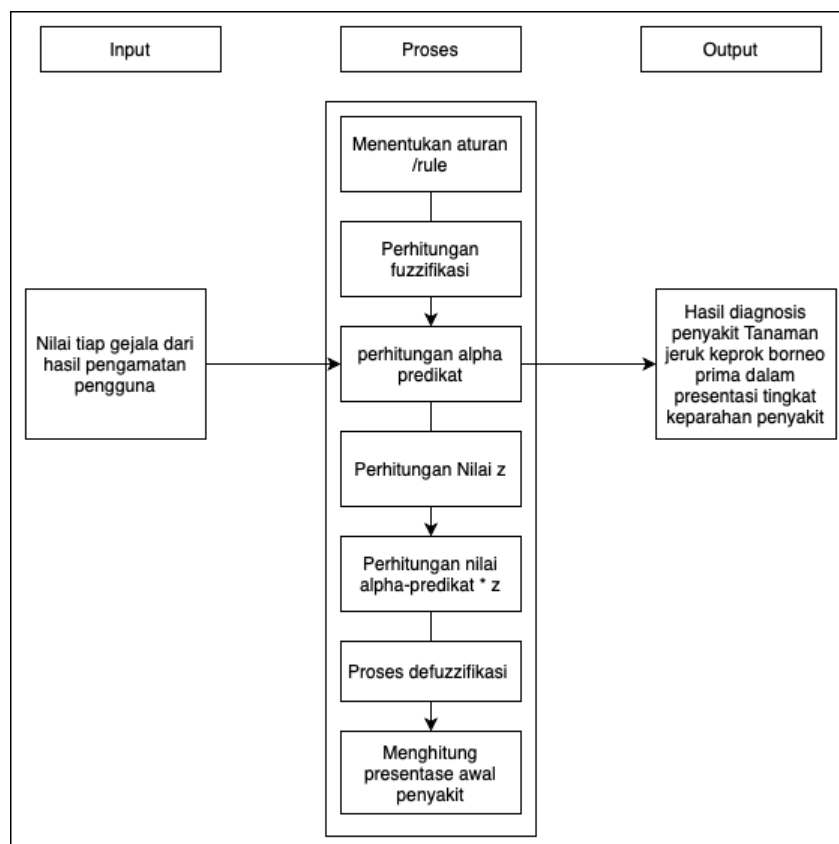 Input
Proses
Output
Menentukan aturan
/rule
Perhitungan
fuzzifikasi
Nilai tiap gejala dari
hasil pengamatan
pengguna
perhitungan alpha
predikat
Hasil diagnosis
penyakit Tanaman
jeruk keprok borneo
prima dalam
presentasi tingkat
keparahan penyakit
Perhitungan Nilai z
Perhitungan nilai
alpha-predikat * z
Proses defuzzifikasi
Menghitung
presentase awal
penyakit